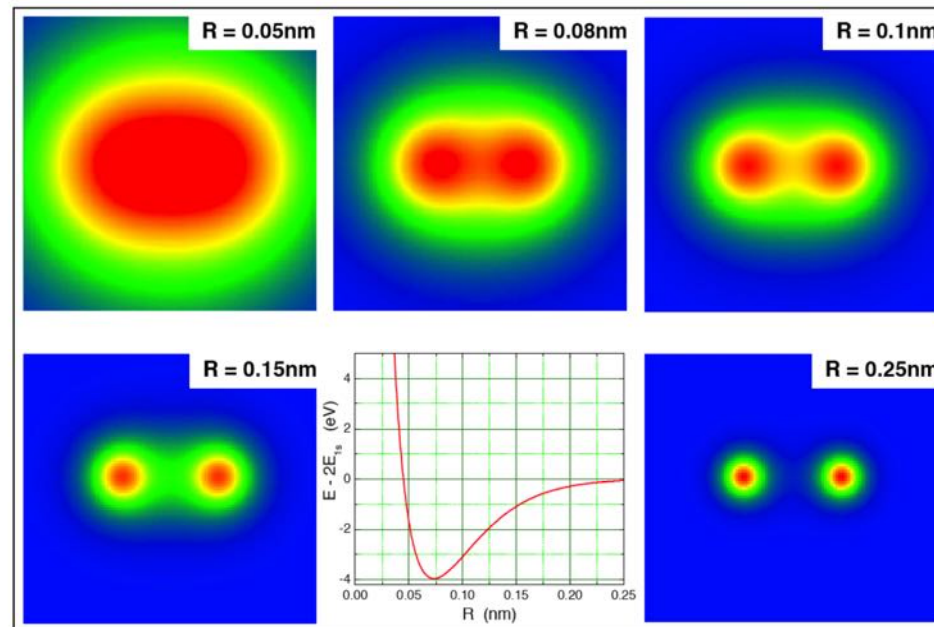 R = 0.05nm
R = 0.08nm
R = 0.1nm
R = 0.15nm
4
2
0
-2
-4
E - 2E1s (eV)
0.00 0.05 0.10 0.15 0.20 0.25
R (nm)
R = 0.25nm